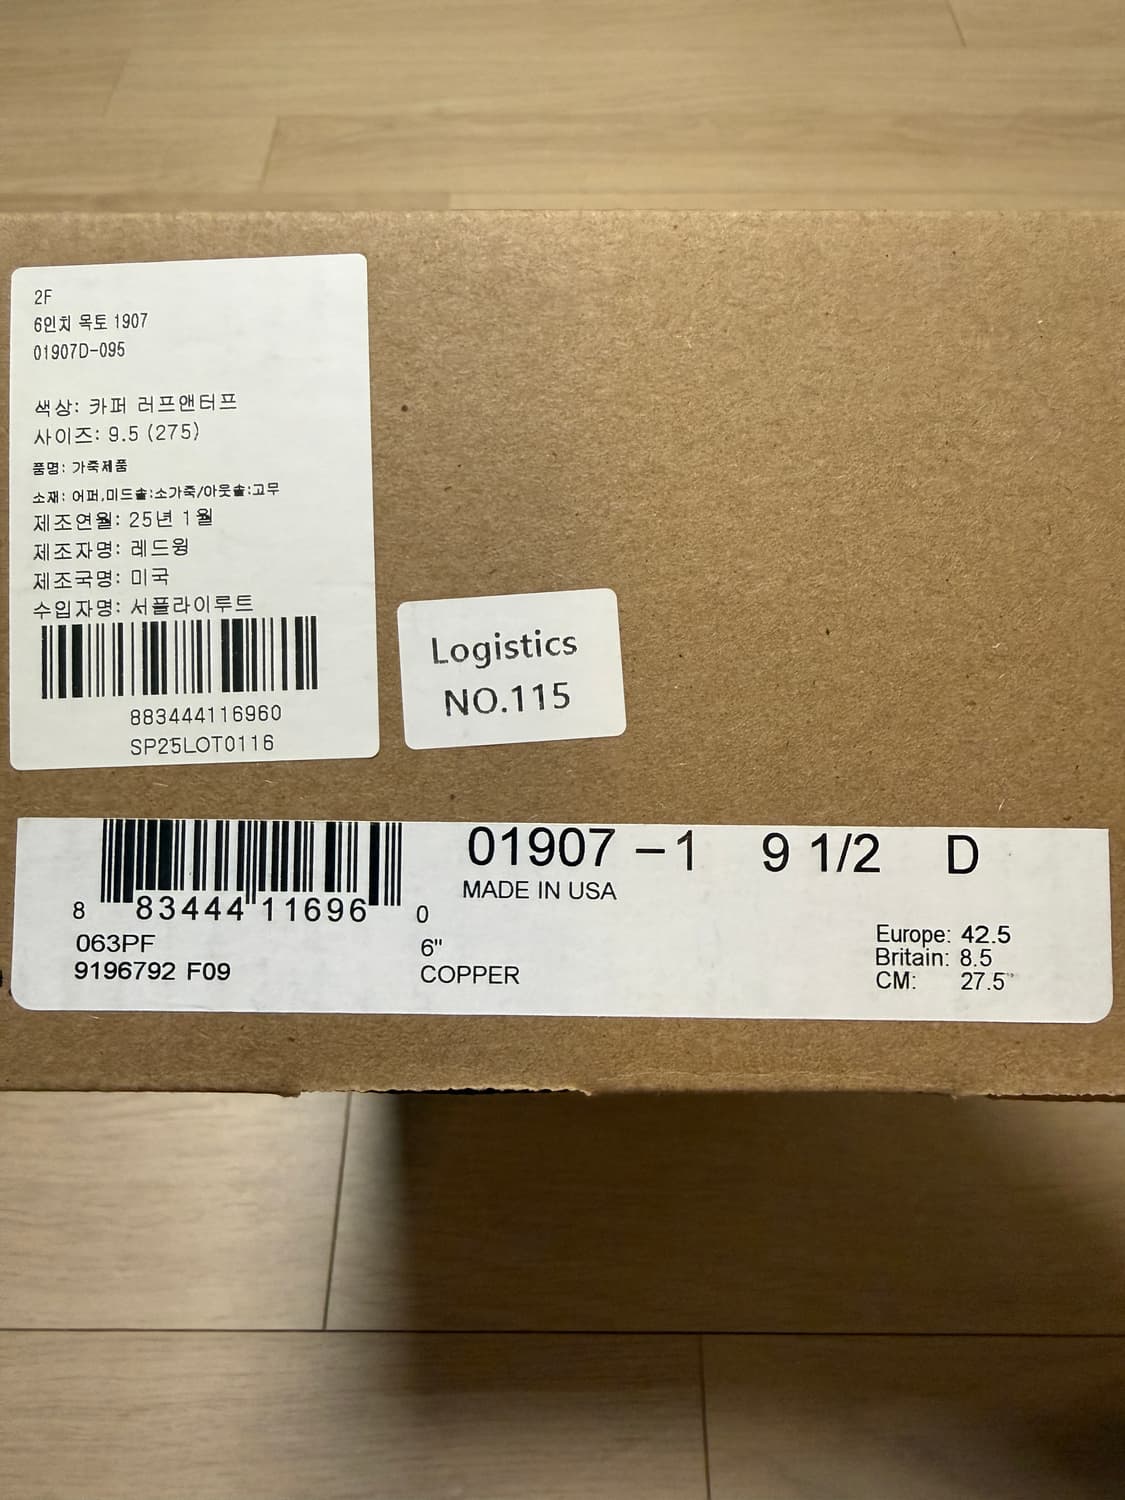 2F
6인치 목토 1907
01907D-095
색상: 카퍼 러프앤터프
사이즈: 9.5 (275)
품명: 가죽제품
소재: 어퍼,미드솔:소가죽/아웃솔:고무
제조연월: 25년 1월
제조자명: 레드윙
제조국명: 미국
수입자명: 서플라이루트
883444116960
SP25LOT0116
Logistics
NO.115
01907 -1 9 1/2 D
MADE IN USA
8 83444 11696 0
063PF
9196792 F09
6"
COPPER
Europe: 42.5
Britain: 8.5
CM: 27.5